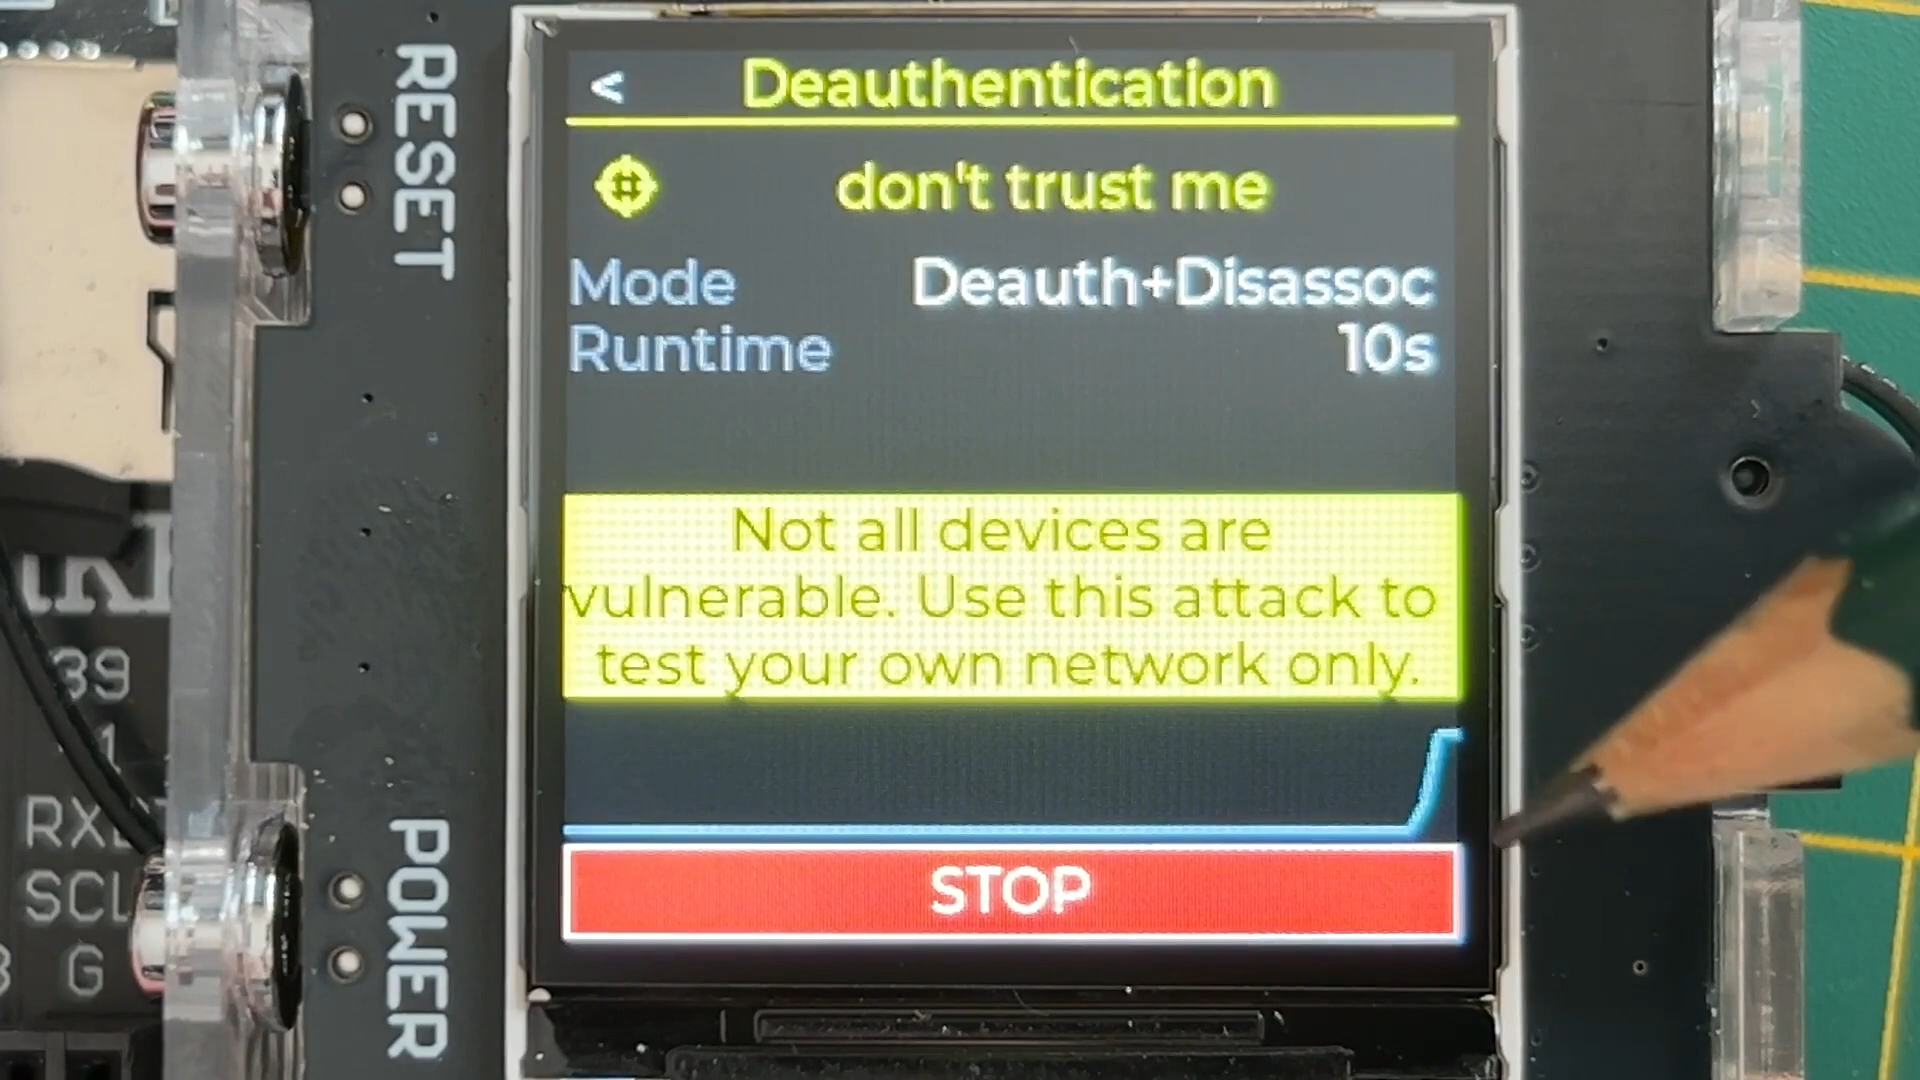 < Deauthentication
don't trust me
Mode Deauth+Disassoc
Runtime 10s
Not all devices are
vulnerable. Use this attack to
test your own network only.
STOP
RESET
POWER
39
1
SCL
G